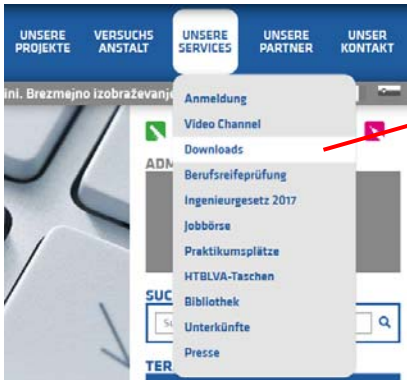 UNSERE PROJEKTE
VERSUCHS ANSTALT
UNSERE SERVICES
UNSERE PARTNER
UNSER KONTAKT
ini. Brezmejno izobraževanj
Anmeldung
Video Channel
Downloads
ADM
Berufsreifeprüfung
Ingenieurgesetz 2017
Jobbörse
Praktikumsplätze
HTBLVA-Taschen
SUC
Bibliothek
Unterkünfte
Presse
TER